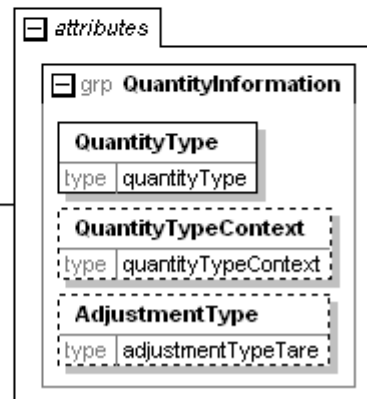 attributes
grp QuantityInformation
QuantityType
type quantityType
QuantityTypeContext
type quantityTypeContext
AdjustmentType
type adjustmentTypeTare